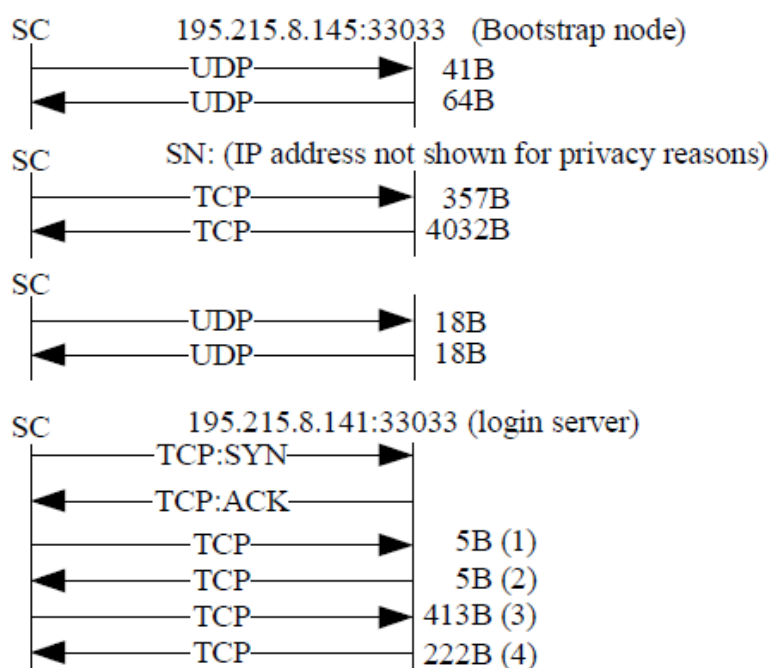 SC 195.215.8.145:33033 (Bootstrap node)
UDP 41B
UDP 64B
SC SN: (IP address not shown for privacy reasons)
TCP 357B
TCP 4032B
SC
UDP 18B
UDP 18B
SC 195.215.8.141:33033 (login server)
TCP:SYN
TCP:ACK
TCP 5B (1)
TCP 5B (2)
TCP 413B (3)
TCP 222B (4)